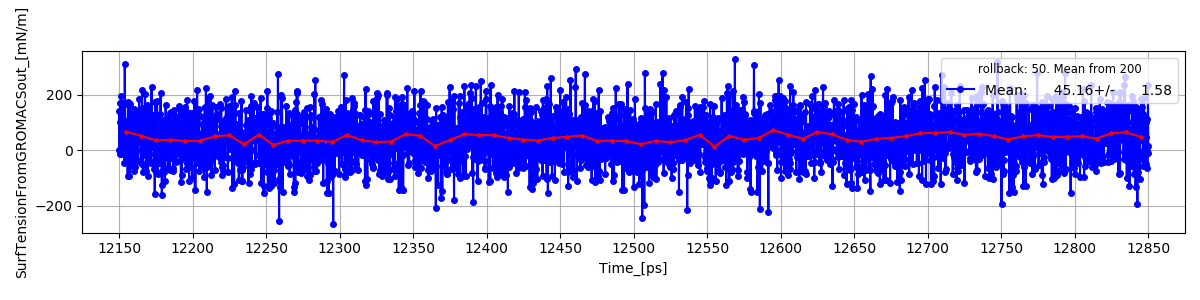 SurfTensionFromGROMACSout_[mN/m]
rollback: 50. Mean from 200
Mean: 45.16+/- 1.58
200
0
−200
12150 12200 12250 12300 12350 12400 12450 12500 12550 12600 12650 12700 12750 12800 12850
Time_[ps]